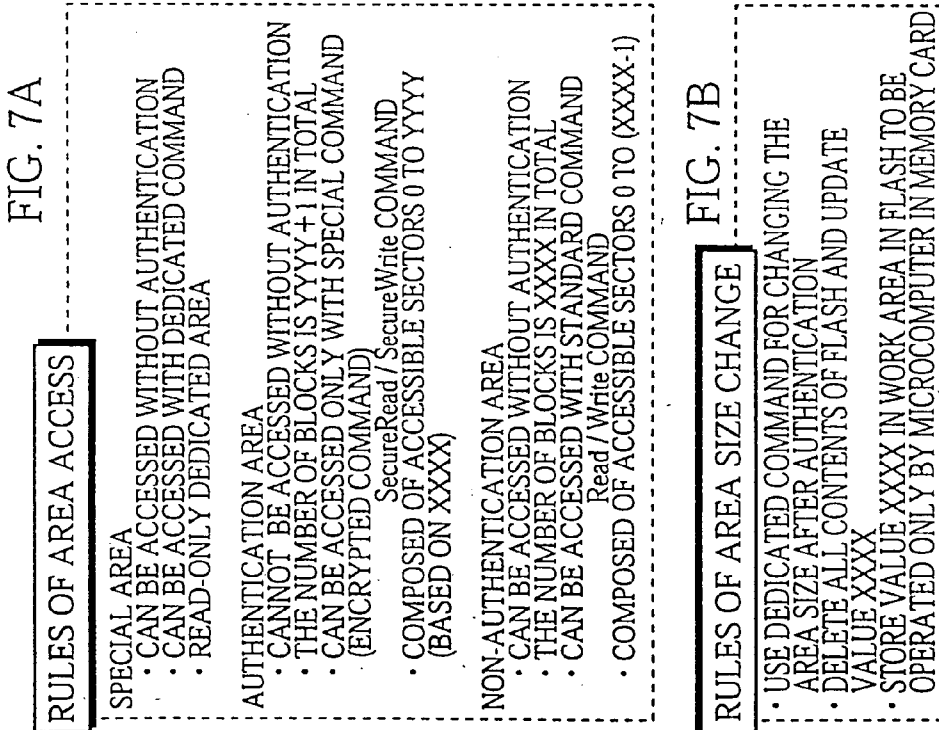 FIG. 7A
RULES OF AREA ACCESS
SPECIAL AREA
· CAN BE ACCESSED WITHOUT AUTHENTICATION
· CAN BE ACCESSED WITH DEDICATED COMMAND
· READ-ONLY DEDICATED AREA
AUTHENTICATION AREA
· CANNOT BE ACCESSED WITHOUT AUTHENTICATION
· THE NUMBER OF BLOCKS IS YYYY+1 IN TOTAL
· CAN BE ACCESSED ONLY WITH SPECIAL COMMAND
(ENCRYPTED COMMAND)
SecureRead / SecureWrite COMMAND
· COMPOSED OF ACCESSIBLE SECTORS 0 TO YYYY
(BASED ON XXXX)
NON-AUTHENTICATION AREA
· CAN BE ACCESSED WITHOUT AUTHENTICATION
· THE NUMBER OF BLOCKS IS XXXX IN TOTAL
· CAN BE ACCESSED WITH STANDARD COMMAND
Read / Write COMMAND
· COMPOSED OF ACCESSIBLE SECTORS 0 TO (XXXX-1)
FIG. 7B
RULES OF AREA SIZE CHANGE
· USE DEDICATED COMMAND FOR CHANGING THE
AREA SIZE AFTER AUTHENTICATION
· DELETE ALL CONTENTS OF FLASH AND UPDATE
VALUE XXXX
· STORE VALUE XXXX IN WORK AREA IN FLASH TO BE
OPERATED ONLY BY MICROCOMPUTER IN MEMORY CARD